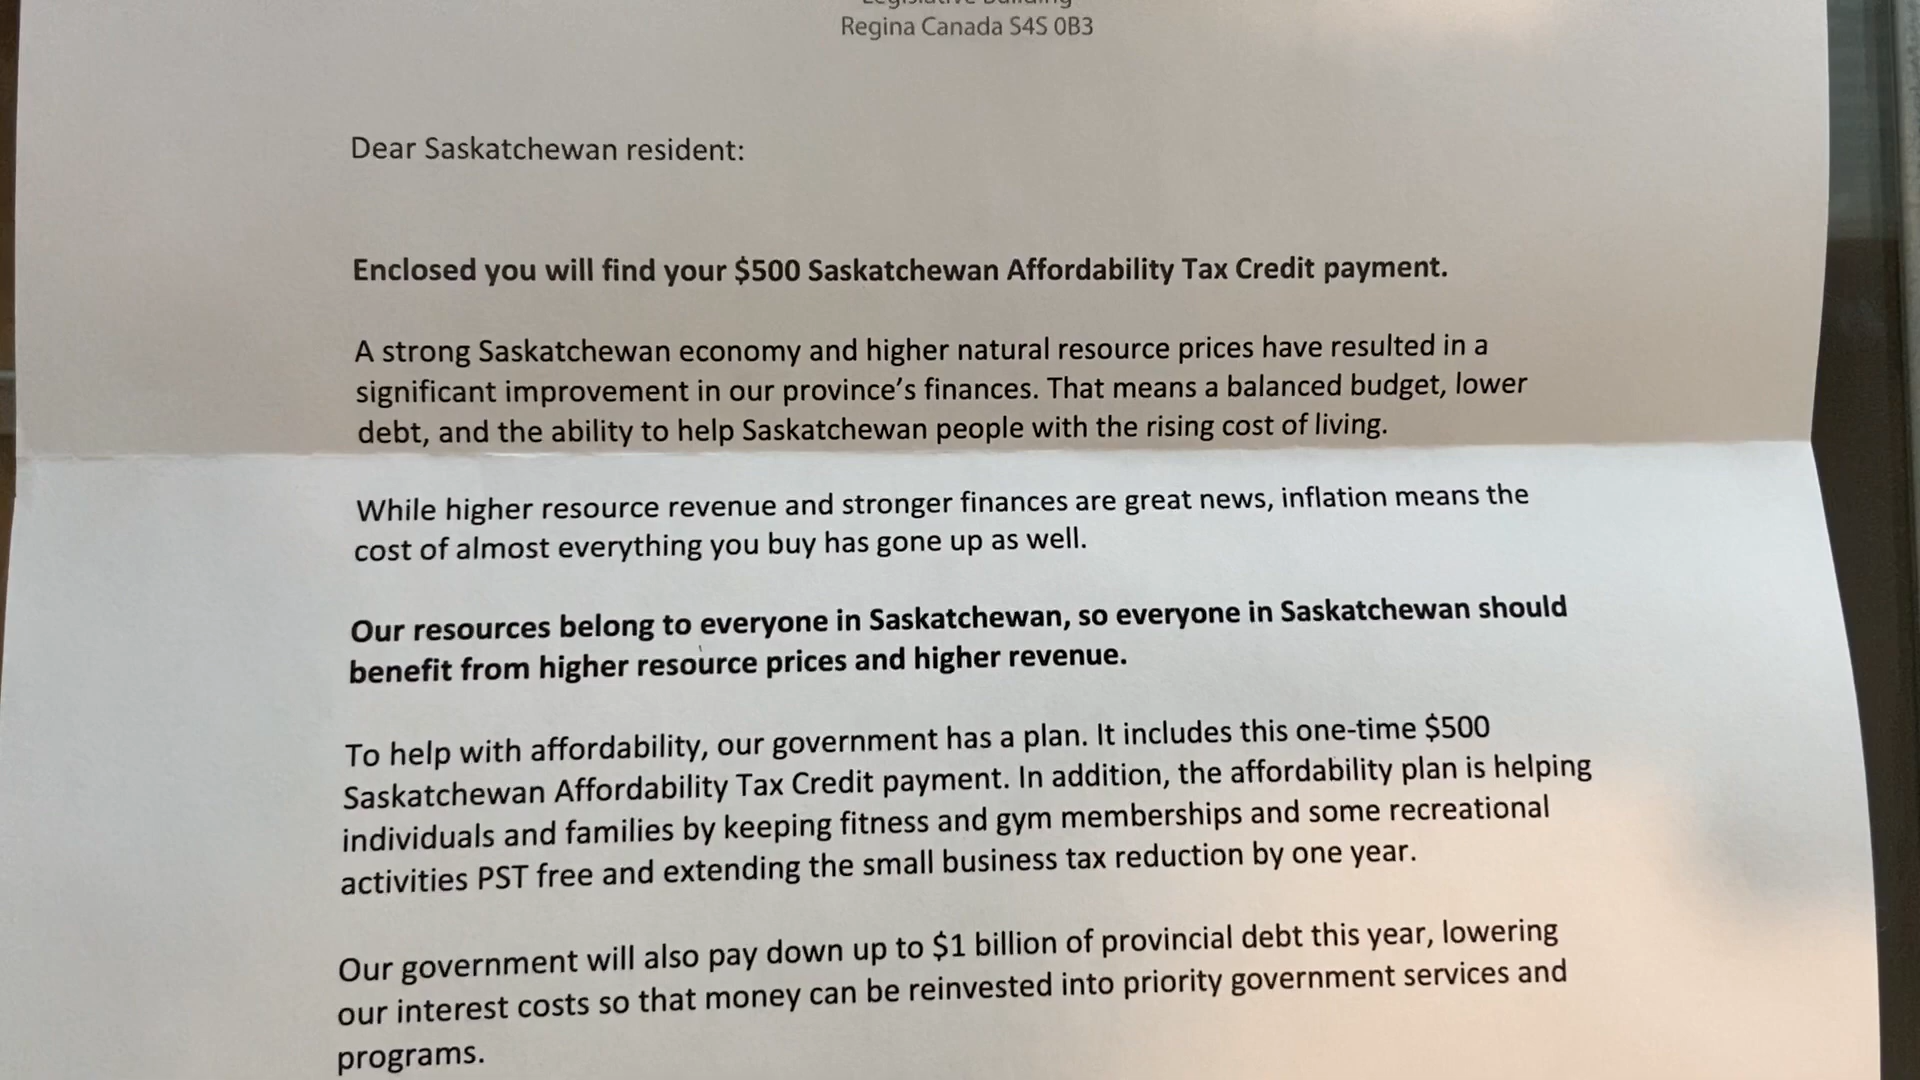 Legislative Building
Regina Canada S4S 0B3
Dear Saskatchewan resident:
Enclosed you will find your $500 Saskatchewan Affordability Tax Credit payment.
A strong Saskatchewan economy and higher natural resource prices have resulted in a
significant improvement in our province's finances. That means a balanced budget, lower
debt, and the ability to help Saskatchewan people with the rising cost of living.
While higher resource revenue and stronger finances are great news, inflation means the
cost of almost everything you buy has gone up as well.
Our resources belong to everyone in Saskatchewan, so everyone in Saskatchewan should
benefit from higher resource prices and higher revenue.
To help with affordability, our government has a plan. It includes this one-time $500
Saskatchewan Affordability Tax Credit payment. In addition, the affordability plan is helping
individuals and families by keeping fitness and gym memberships and some recreational
activities PST free and extending the small business tax reduction by one year.
Our government will also pay down up to $1 billion of provincial debt this year, lowering
our interest costs so that money can be reinvested into priority government services and
programs.